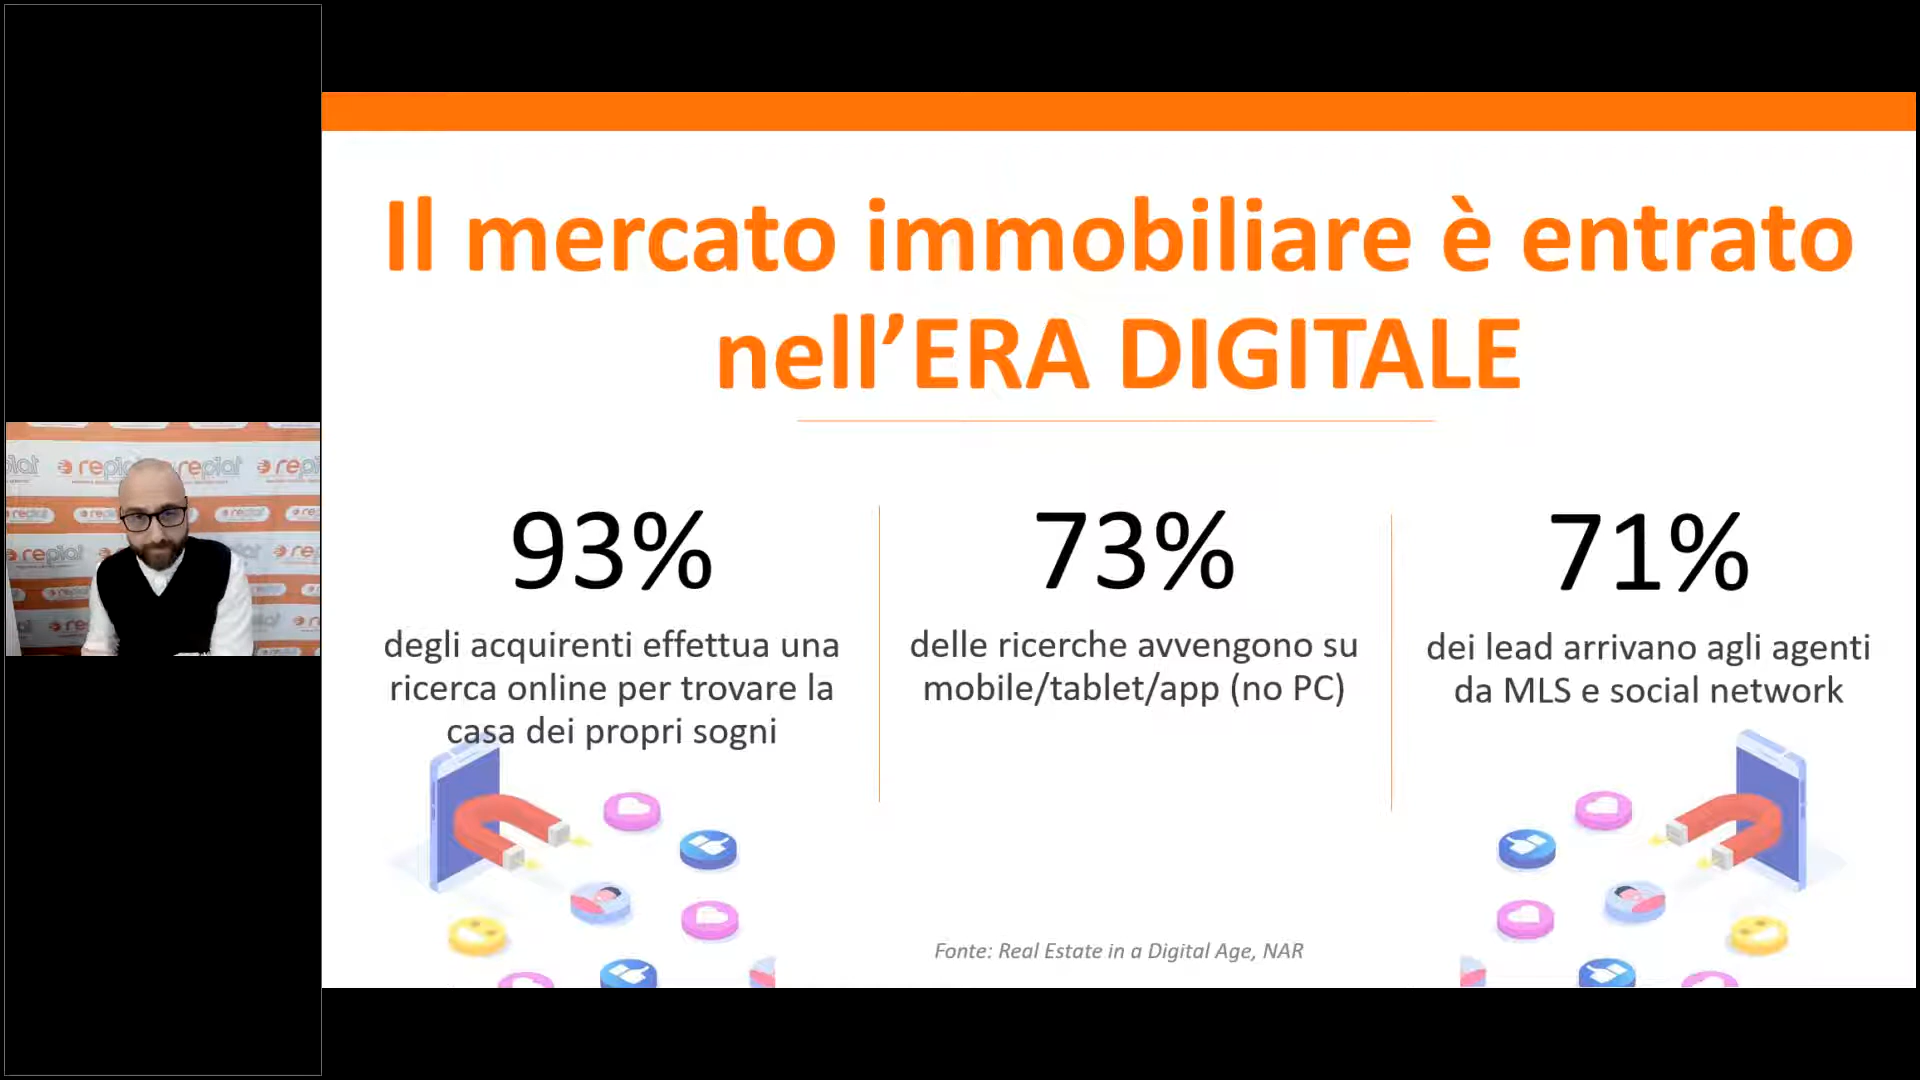 Il mercato immobiliare è entrato
nell’ERA DIGITALE
93%
degli acquirenti effettua una
ricerca online per trovare la
casa dei propri sogni
73%
delle ricerche avvengono su
mobile/tablet/app (no PC)
71%
dei lead arrivano agli agenti
da MLS e social network
Fonte: Real Estate in a Digital Age, NAR